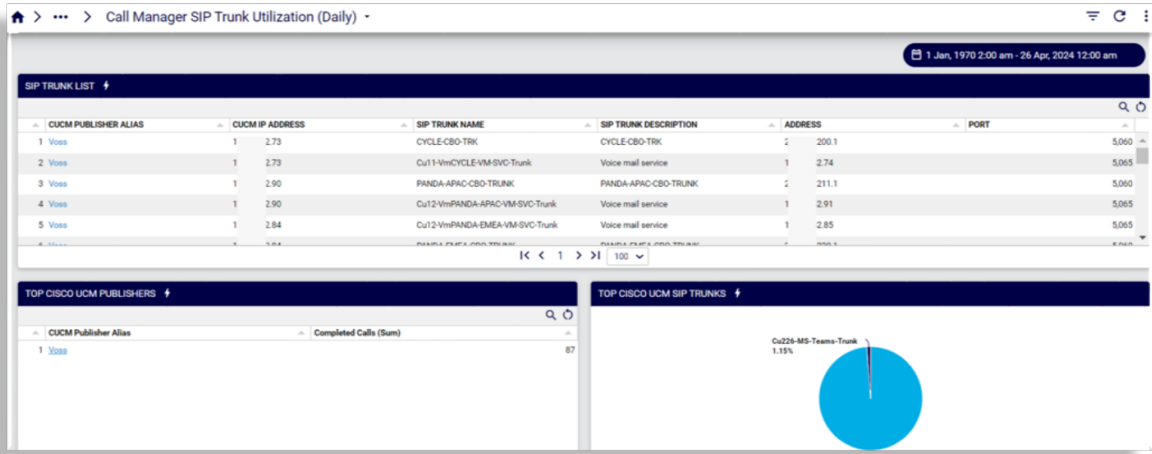 Call Manager SIP Trunk Utilization (Daily)
1 Jan, 1970 2:00 am - 26 Apr, 2024 12:00 am
SIP TRUNK LIST
CUCM PUBLISHER ALIAS CUCM IP ADDRESS SIP TRUNK NAME SIP TRUNK DESCRIPTION ADDRESS PORT
1 Voss 1 2.73 CYCLE-CBO-TRK CYCLE-CBO-TRK 2 200.1 5,060
2 Voss 1 2.73 Cu11-VmCYCLE-VM-SVC-Trunk Voice mail service 1 2.74 5,065
3 Voss 1 2.90 PANDA-APAC-CBO-TRUNK PANDA-APAC-CBO-TRUNK 2 211.1 5,060
4 Voss 1 2.90 Cu12-VmPANDA-APAC-VM-SVC-Trunk Voice mail service 1 2.91 5,065
5 Voss 1 2.84 Cu12-VmPANDA-EMEA-VM-SVC-Trunk Voice mail service 1 2.85 5,065
1 100
TOP CISCO UCM PUBLISHERS
CUCM Publisher Alias Completed Calls (Sum)
1 Voss 87
TOP CISCO UCM SIP TRUNKS
Cu226-MS-Teams-Trunk
1.15%